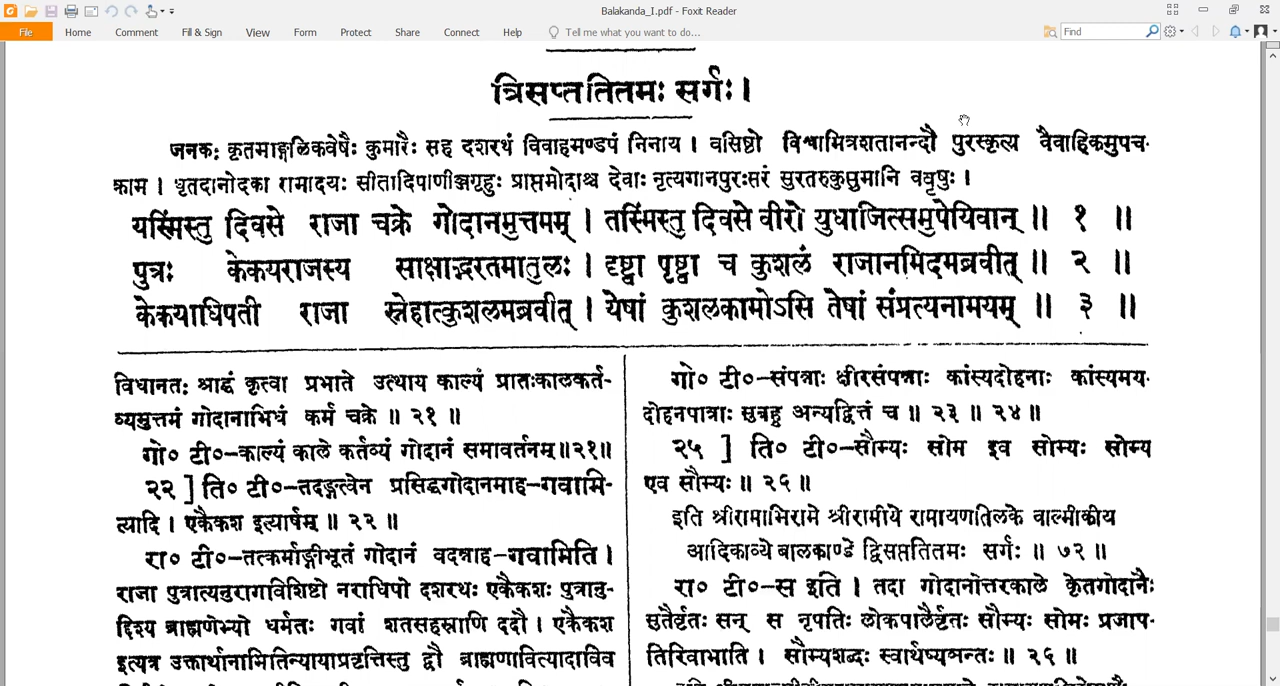 Balakanda_I.pdf - Foxit Reader
File Home Comment Fill & Sign View Form Protect Share Connect Help Tell me what you want to do... Find
त्रिसप्ततितमः सर्गः।
जनकः कृतमाङ्गळिकवेषैः कुमारैः सह दशरथं विवाहमण्डपं निनाय । वसिष्ठो विश्वामित्रशतानन्दौ पुरस्कृत्य वैवाहिकमुपच-
क्राम । धृतदानोदका रामादयः सीतादिपाणीञ्जगृहुः प्राप्तमोदाश्च देवाः नृत्यगानपुरःसरं सुरतरुकुसुमानि ववृषुः ।
यस्मिंस्तु दिवसे राजा चक्रे गोदानमुत्तमम् । तस्मिंस्तु दिवसे वीरो युधाजित्समुपेयिवान् ॥ १ ॥
पुत्रः केकयराजस्य साक्षाद्भरतमातुलः । दृष्ट्वा पृष्ट्वा च कुशलं राजानमिदमब्रवीत् ॥ २ ॥
केकयाधिपती राजा स्नेहात्कुशलमब्रवीत् । येषां कुशलकामोऽसि तेषां संप्रत्यनामयम् ॥ ३ ॥
विधानतः श्राद्धं कृत्वा प्रभाते उत्थाय काल्यं प्रातःकालकर्त-
व्यमुत्तमं गोदानाभिधं कर्म चक्रे ॥ २१ ॥
गो० टी०-काल्यं काले कर्तव्यं गोदानं समावर्तनम्॥२१॥
२२ ] ति० टी०-तदङ्गत्वेन प्रसिद्धगोदानमाह-गवामि-
त्यादि । एकैकश इत्यार्षम् ॥ २२ ॥
रा० टी०-तत्कर्माङ्गीभूतं गोदानं वदन्नाह-गवामिति ।
राजा पुत्रात्यनुरागविशिष्टो नराधिपो दशरथः एकैकशः पुत्रानु-
द्दिश्य ब्राह्मणेभ्यो धर्मतः गवां शतसहस्राणि ददौ । एकैकश
इत्यत्र उक्तार्थानामितिन्यायाप्रवृत्तिस्तु द्वौ ब्राह्मणावित्यादाविव
गो० टी०-संपन्नाः क्षीरसंपन्नाः कांस्यदोहनाः कांस्यमय-
दोहनपात्राः सुबहु अन्यद्वित्तं च ॥ २३ ॥ २४ ॥
२५ ] ति० टी०-सौम्यः सोम इव सोम्यः सोम्य
एव सौम्यः ॥ २६ ॥
इति श्रीरामाभिरामे श्रीरामीये रामायणतिलके वाल्मीकीय
आदिकाव्ये बालकाण्डे द्विसप्ततितमः सर्गः ॥ ७२ ॥
रा० टी०-स इति । तदा गोदानोत्तरकाले कृतगोदानैः
सुतैर्वृतः सन् स नृपतिः लोकपालैर्वृतः सौम्यः सोमः प्रजाप-
तिरिवाभाति । सौम्यशब्दः स्वार्थष्यञन्तः ॥ २६ ॥